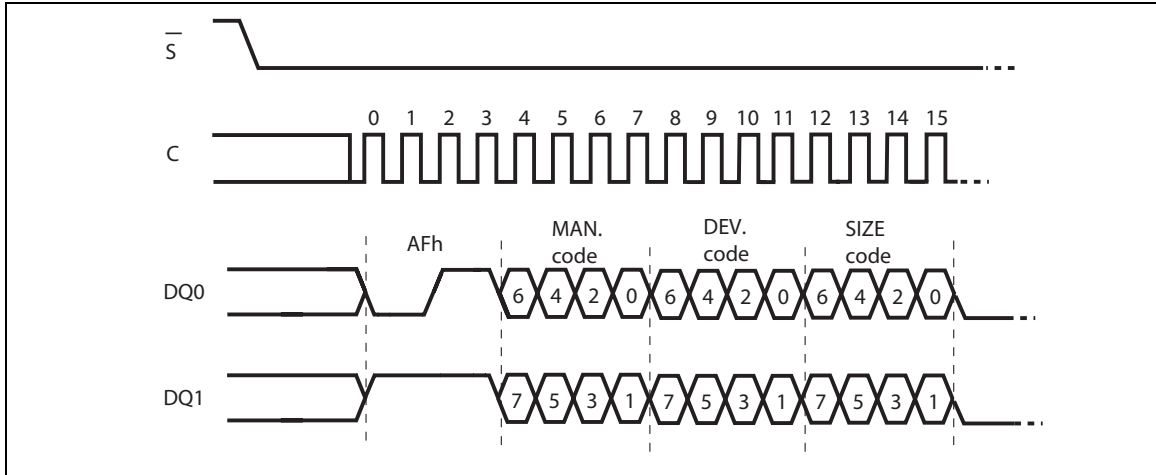 S
0 1 2 3 4 5 6 7 8 9 10 11 12 13 14 15
C
AFh MAN. code DEV. code SIZE code
DQ0 6 4 2 0 6 4 2 0 6 4 2 0
DQ1 7 5 3 1 7 5 3 1 7 5 3 1